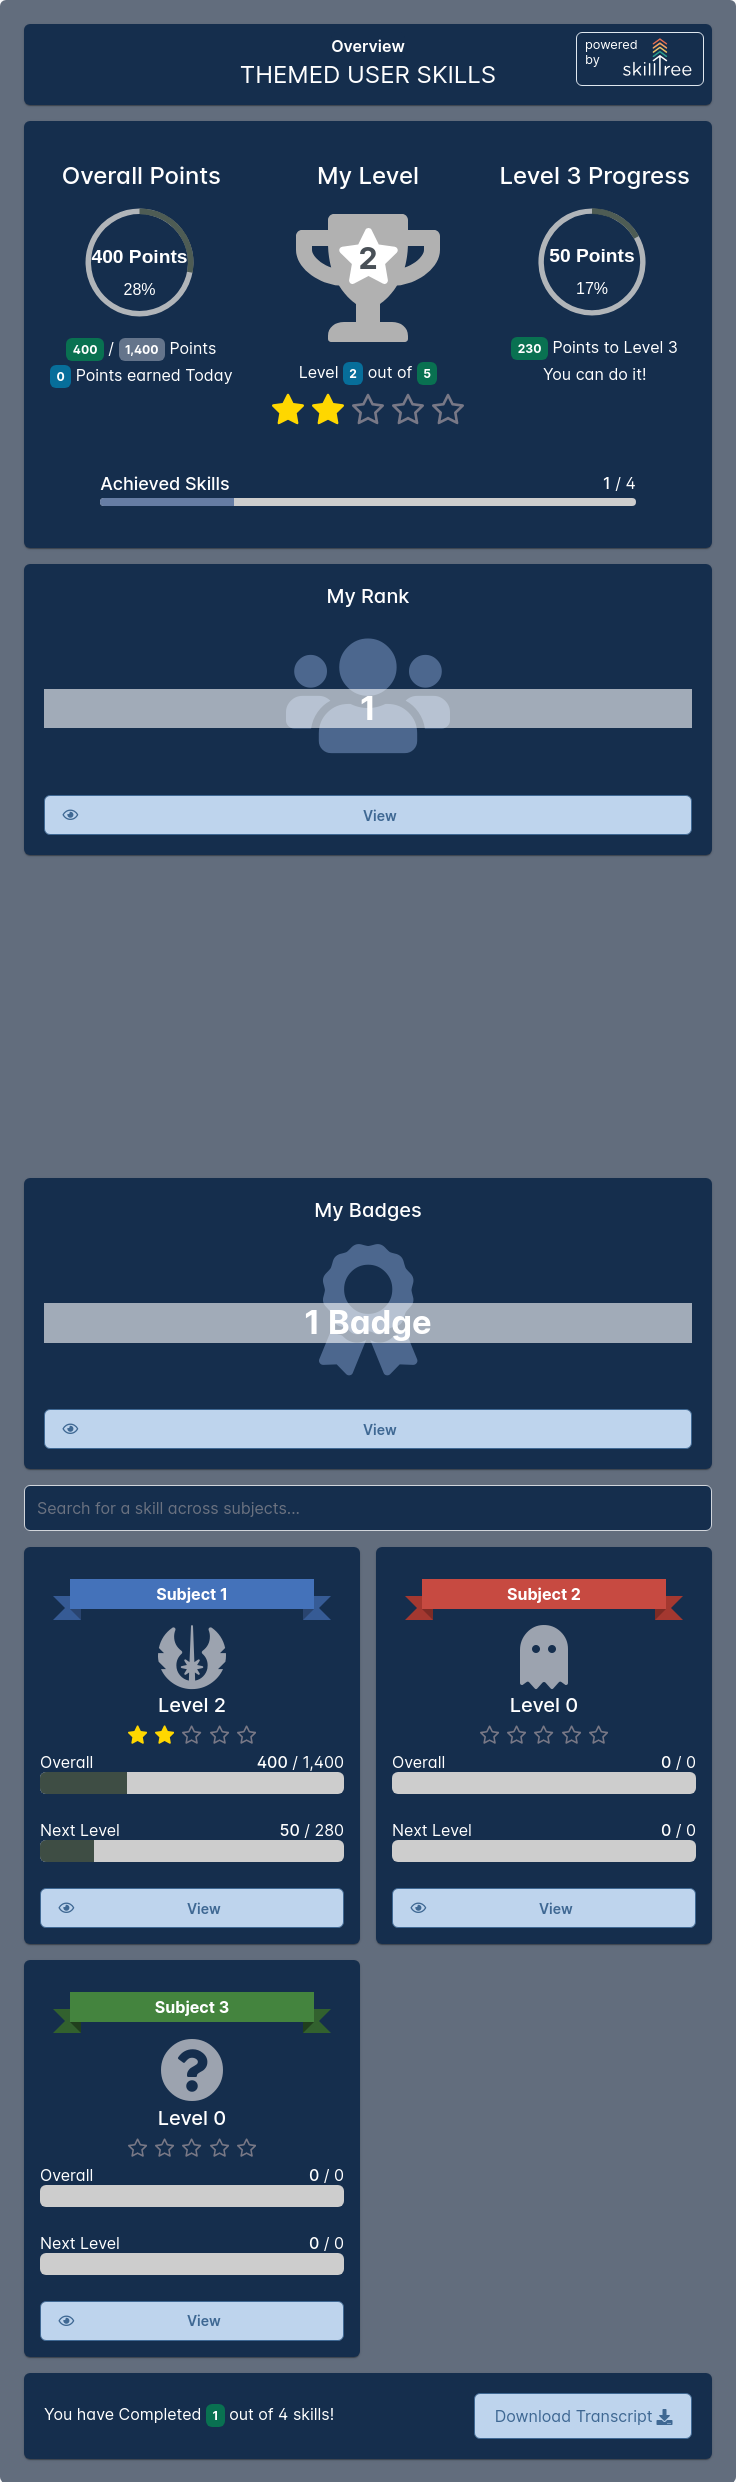 Overview
THEMED USER SKILLS
powered
by
skilltree
Overall Points
400 Points
28%
400 / 1,400 Points
0 Points earned Today
My Level
2
Level 2 out of 5
Level 3 Progress
50 Points
17%
230 Points to Level 3
You can do it!
Achieved Skills 1 / 4
My Rank
1
View
My Badges
1 Badge
View
Search for a skill across subjects...
Subject 1
Level 2
Overall 400 / 1,400
Next Level 50 / 280
View
Subject 2
Level 0
Overall 0 / 0
Next Level 0 / 0
View
Subject 3
?
Level 0
Overall 0 / 0
Next Level 0 / 0
View
You have Completed 1 out of 4 skills!
Download Transcript